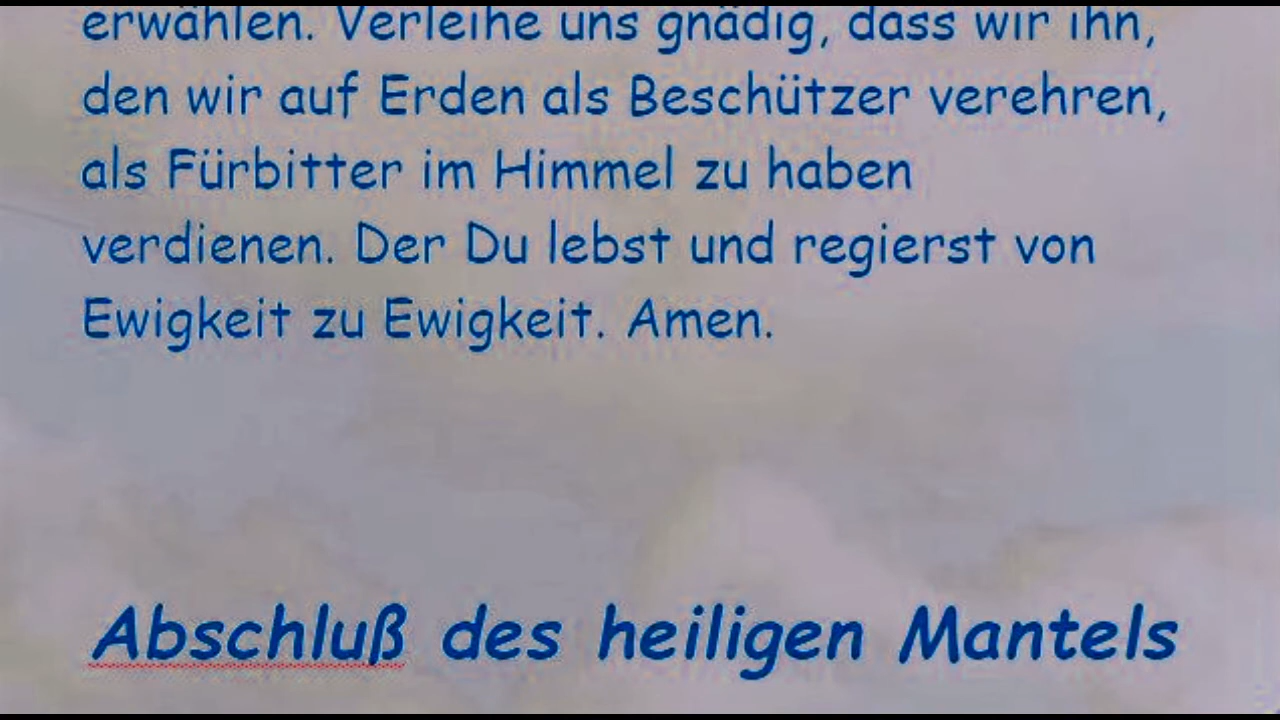 erwählen. Verleihe uns gnädig, dass wir ihn,
den wir auf Erden als Beschützer verehren,
als Fürbitter im Himmel zu haben
verdienen. Der Du lebst und regierst von
Ewigkeit zu Ewigkeit. Amen.
Abschluß des heiligen Mantels